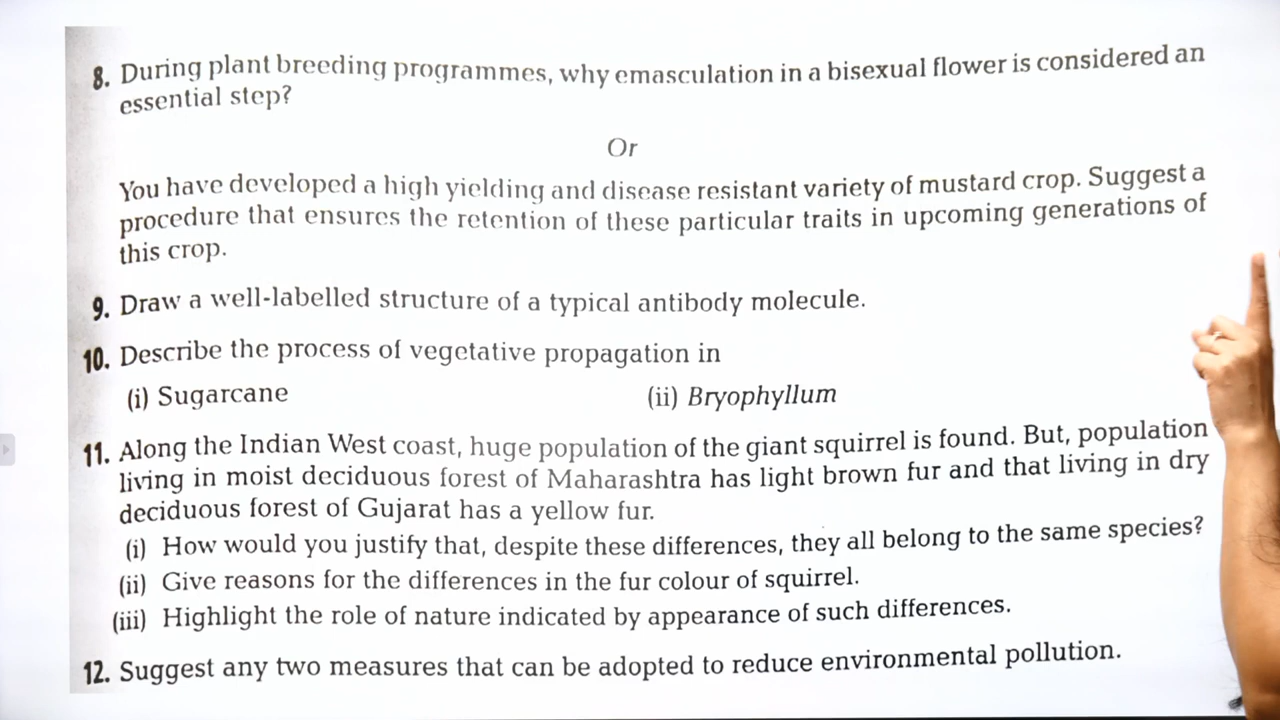 8. During plant breeding programmes, why emasculation in a bisexual flower is considered an
essential step?
Or
You have developed a high yielding and disease resistant variety of mustard crop. Suggest a
procedure that ensures the retention of these particular traits in upcoming generations of
this crop.
9. Draw a well-labelled structure of a typical antibody molecule.
10. Describe the process of vegetative propagation in
(i) Sugarcane (ii) Bryophyllum
11. Along the Indian West coast, huge population of the giant squirrel is found. But, population
living in moist deciduous forest of Maharashtra has light brown fur and that living in dry
deciduous forest of Gujarat has a yellow fur.
(i) How would you justify that, despite these differences, they all belong to the same species?
(ii) Give reasons for the differences in the fur colour of squirrel.
(iii) Highlight the role of nature indicated by appearance of such differences.
12. Suggest any two measures that can be adopted to reduce environmental pollution.